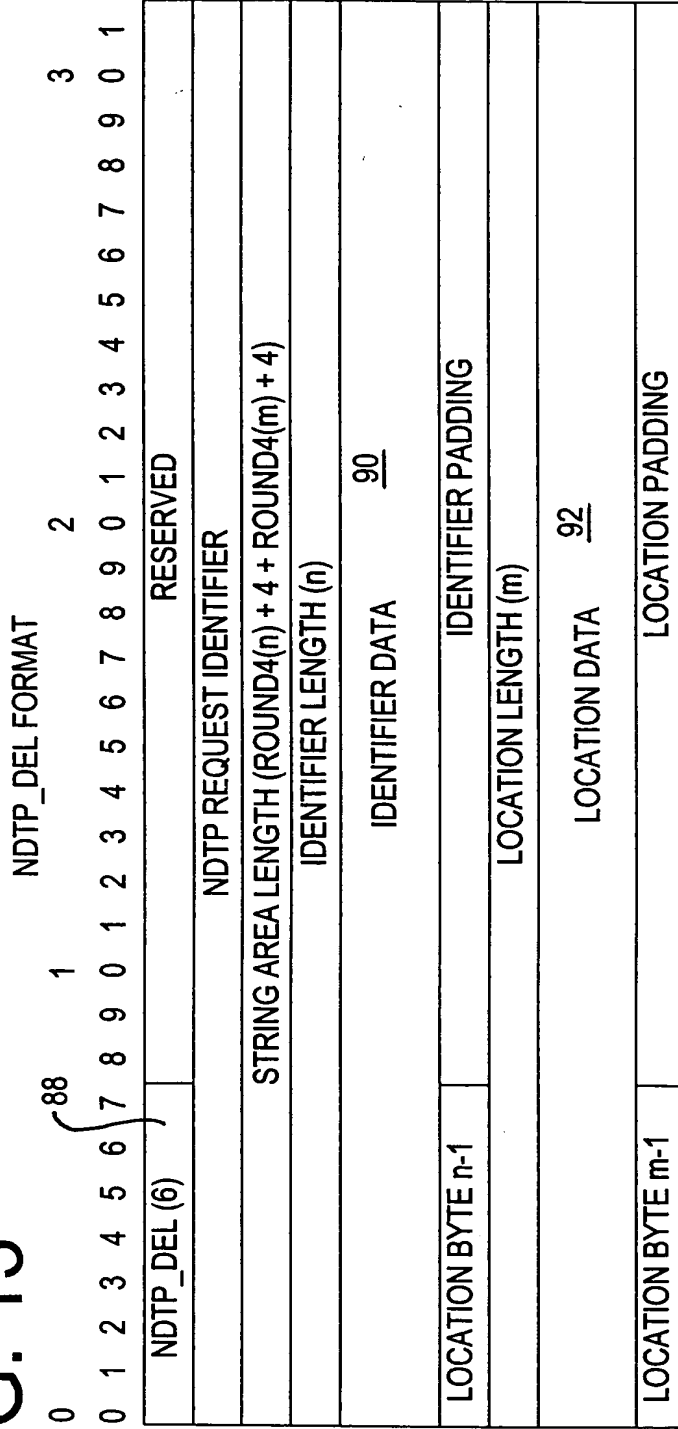 G. 15
NDTP_DEL FORMAT
0 1 2 3
0 1 2 3 4 5 6 7 8 9 0 1 2 3 4 5 6 7 8 9 0 1 2 3 4 5 6 7 8 9 0 1
88
NDTP_DEL (6) RESERVED
NDTP REQUEST IDENTIFIER
STRING AREA LENGTH (ROUND4(n) + 4 + ROUND4(m) + 4)
IDENTIFIER LENGTH (n)
IDENTIFIER DATA 90
LOCATION BYTE n-1 IDENTIFIER PADDING
LOCATION LENGTH (m)
LOCATION DATA 92
LOCATION BYTE m-1 LOCATION PADDING